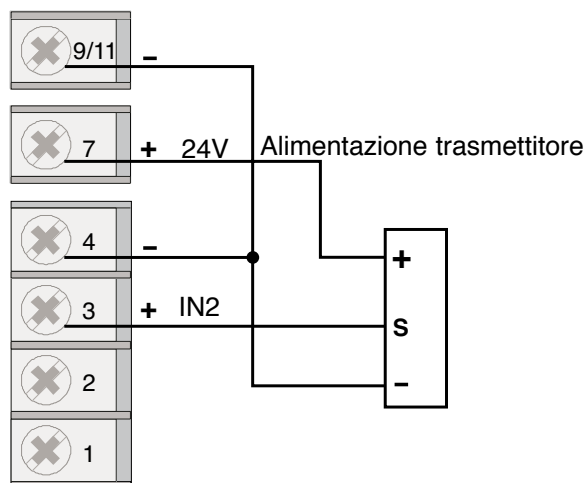 9/11 –
7 + 24V Alimentazione trasmettitore
4 –
+
3 + IN2
S
2
–
1